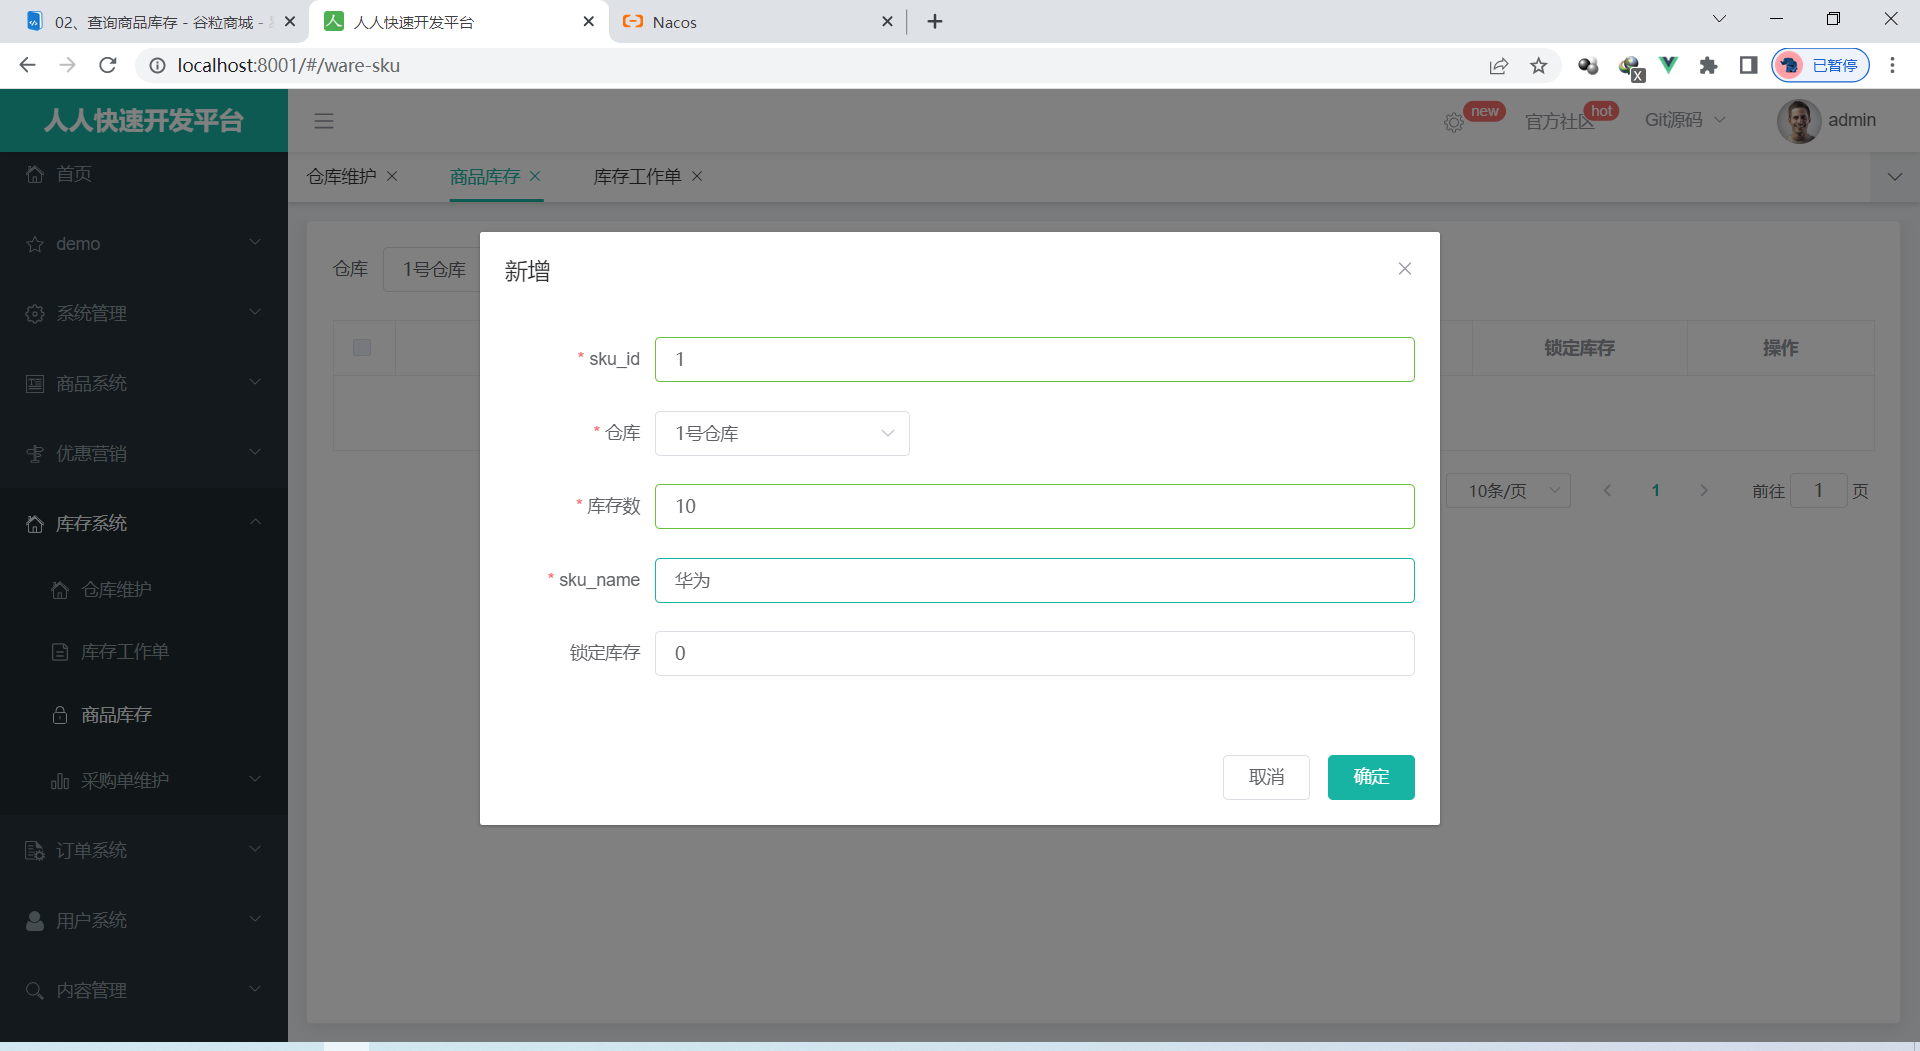 02、查询商品库存 - 谷粒商城 -
人人快速开发平台
Nacos
localhost:8001/#/ware-sku
已暂停
人人快速开发平台
new
官方社区
hot
Git源码
admin
首页
demo
系统管理
商品系统
优惠营销
库存系统
仓库维护
库存工作单
商品库存
采购单维护
订单系统
用户系统
内容管理
仓库维护
商品库存
库存工作单
仓库
1号仓库
锁定库存
操作
10条/页
1
前往
1
页
新增
* sku_id
1
* 仓库
1号仓库
* 库存数
10
* sku_name
华为
锁定库存
0
取消
确定